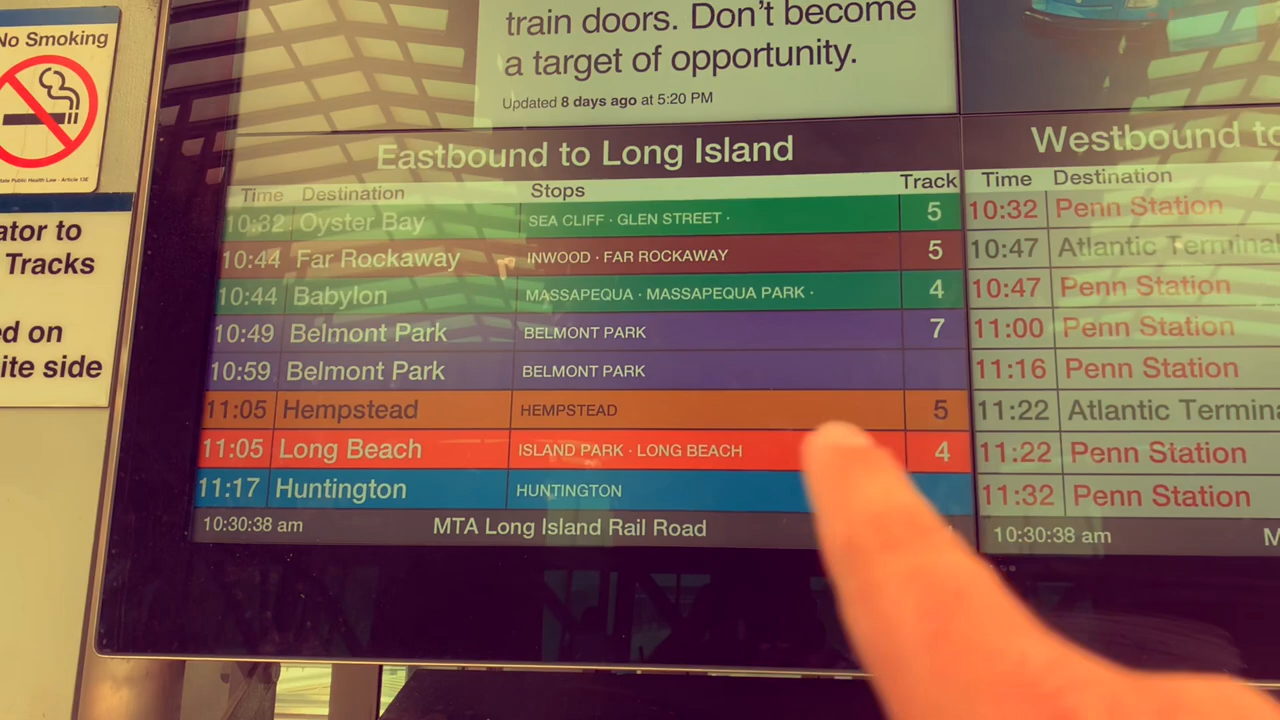 No Smoking
State Public Health Law - Article 13E
ator to
Tracks
ed on
ite side
train doors. Don't become
a target of opportunity.
Updated 8 days ago at 5:20 PM
Eastbound to Long Island
Time Destination Stops Track
10:32 Oyster Bay SEA CLIFF · GLEN STREET · 5
10:44 Far Rockaway INWOOD · FAR ROCKAWAY 5
10:44 Babylon MASSAPEQUA · MASSAPEQUA PARK · 4
10:49 Belmont Park BELMONT PARK 7
10:59 Belmont Park BELMONT PARK
11:05 Hempstead HEMPSTEAD 5
11:05 Long Beach ISLAND PARK · LONG BEACH 4
11:17 Huntington HUNTINGTON
10:30:38 am MTA Long Island Rail Road
Westbound to
Time Destination
10:32 Penn Station
10:47 Atlantic Terminal
10:47 Penn Station
11:00 Penn Station
11:16 Penn Station
11:22 Atlantic Termina
11:22 Penn Station
11:32 Penn Station
10:30:38 am M